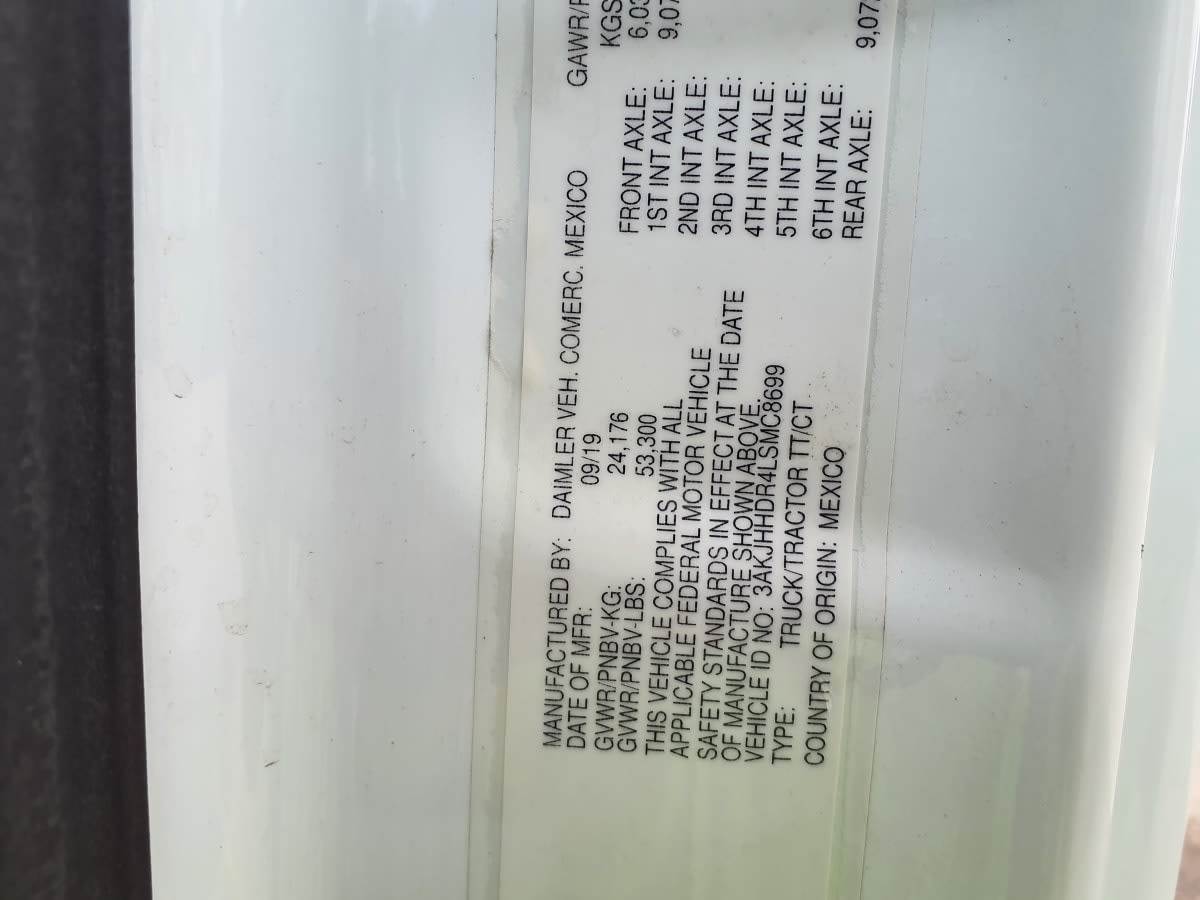 MANUFACTURED BY: DAIMLER VEH. COMERC. MEXICO
DATE OF MFR: 09/19
GVWR/PNBV-KG: 24,176
GVWR/PNBV-LBS: 53,300
THIS VEHICLE COMPLIES WITH ALL
APPLICABLE FEDERAL MOTOR VEHICLE
SAFETY STANDARDS IN EFFECT AT THE DATE
OF MANUFACTURE SHOWN ABOVE.
VEHICLE ID NO: 3AKJHHDR4LSMC8699
TYPE: TRUCK/TRACTOR TT/CT
COUNTRY OF ORIGIN: MEXICO
KGS
FRONT AXLE:
1ST INT AXLE:
2ND INT AXLE:
3RD INT AXLE:
4TH INT AXLE:
5TH INT AXLE:
6TH INT AXLE:
REAR AXLE: